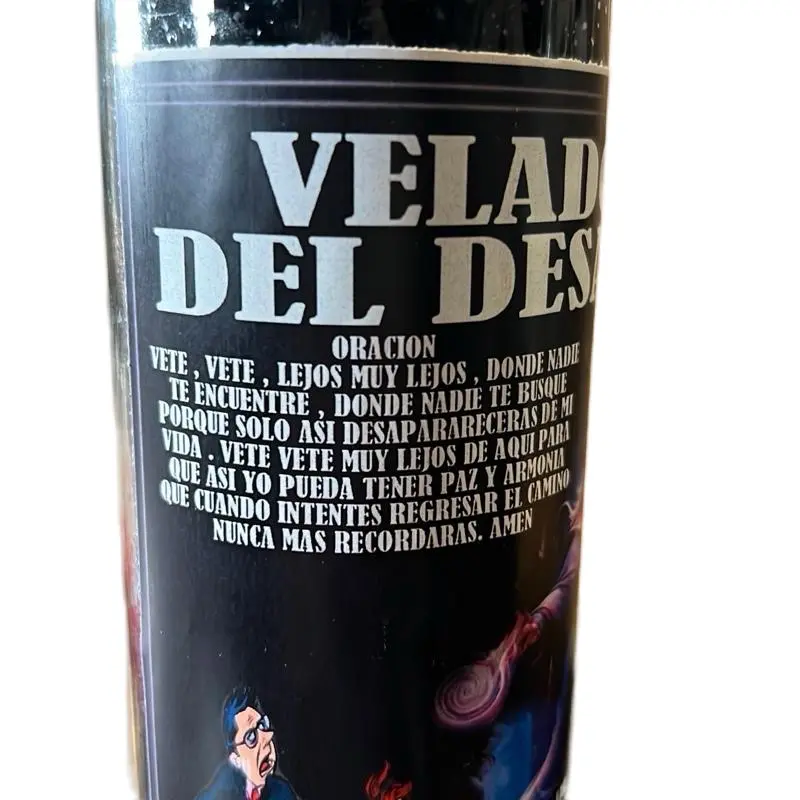 VELADO
DEL DESA
ORACION
VETE , VETE , LEJOS MUY LEJOS , DONDE NADIE
TE ENCUENTRE , DONDE NADIE TE BUSQUE
PORQUE SOLO ASI DESAPARARECERAS DE MI
VIDA . VETE VETE MUY LEJOS DE AQUI PARA
QUE ASI YO PUEDA TENER PAZ Y ARMONIA
QUE CUANDO INTENTES REGRESAR EL CAMINO
NUNCA MAS RECORDARAS. AMEN